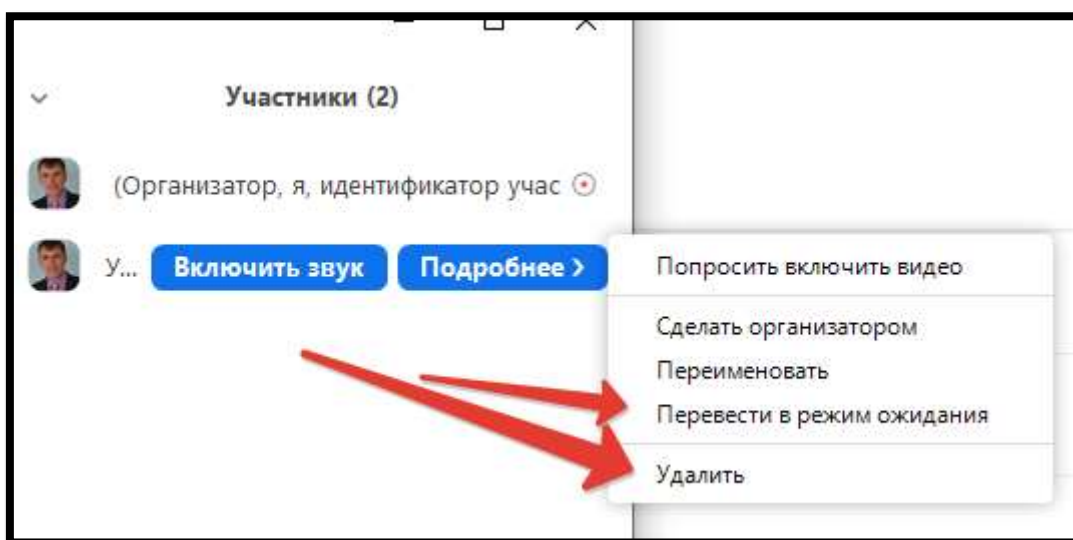 Участники (2)
(Организатор, я, идентификатор учас
У... Включить звук Подробнее >
Попросить включить видео
Сделать организатором
Переименовать
Перевести в режим ожидания
Удалить